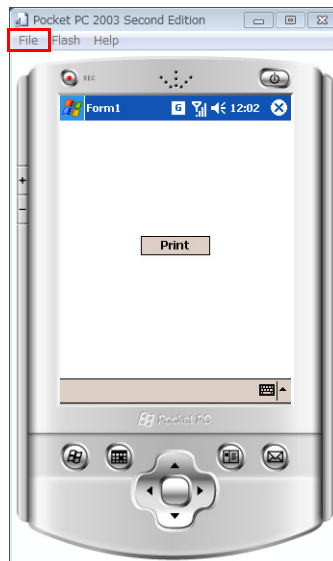 Pocket PC 2003 Second Edition
File Flash Help
REC
Form1 G 12:02
Print
Pocket PC